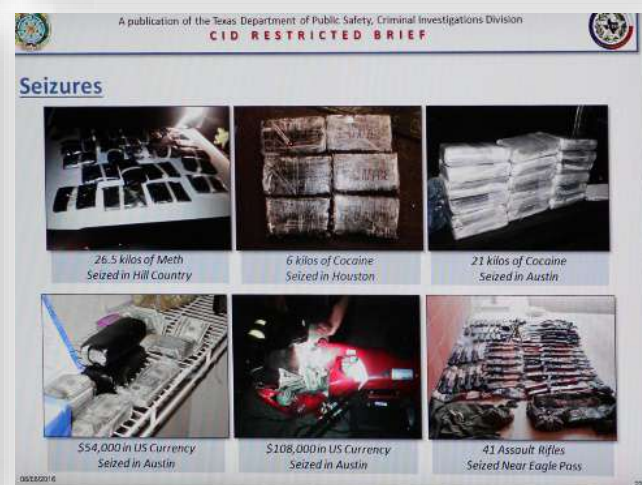 A publication of the Texas Department of Public Safety, Criminal Investigations Division
CID RESTRICTED BRIEF
Seizures
26.5 kilos of Meth
Seized in Hill Country
6 kilos of Cocaine
Seized in Houston
21 kilos of Cocaine
Seized in Austin
$54,000 in US Currency
Seized in Austin
$108,000 in US Currency
Seized in Austin
41 Assault Rifles
Seized Near Eagle Pass